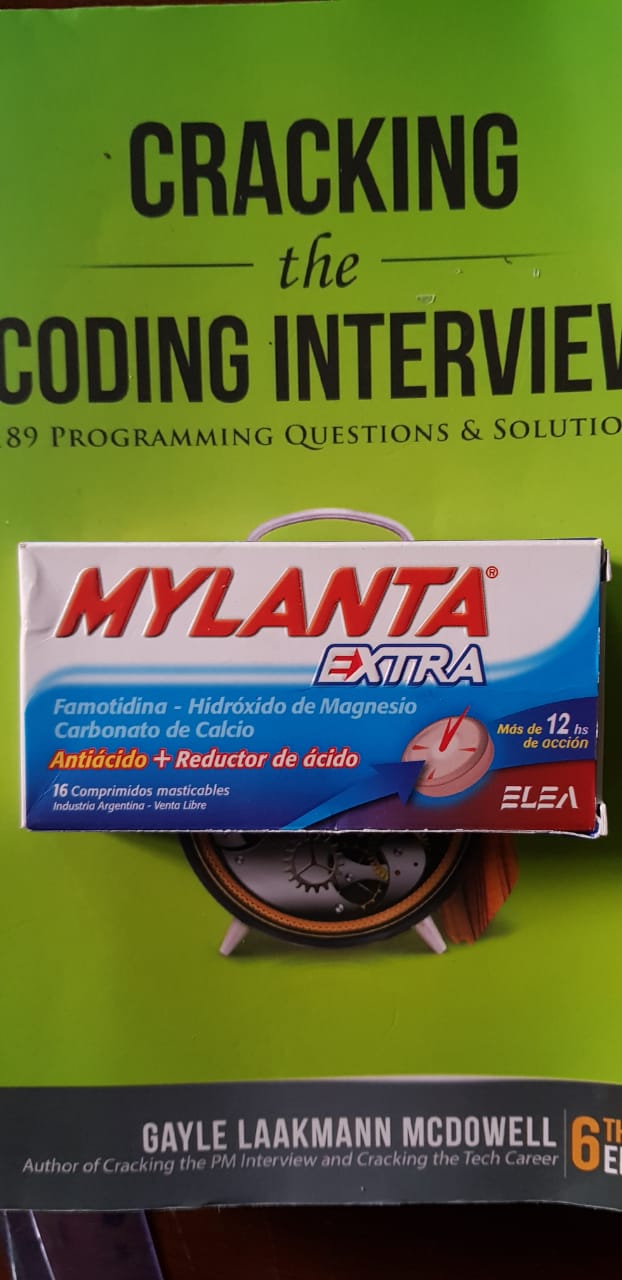 CRACKING
the
CODING INTERVIEW
189 PROGRAMMING QUESTIONS & SOLUTIO
MYLANTA®
EXTRA
Famotidina - Hidróxido de Magnesio
Carbonato de Calcio
Antiácido + Reductor de ácido
Más de 12 hs
de acción
16 Comprimidos masticables
Industria Argentina - Venta Libre
ELEA
GAYLE LAAKMANN MCDOWELL
Author of Cracking the PM Interview and Cracking the Tech Career
6TH